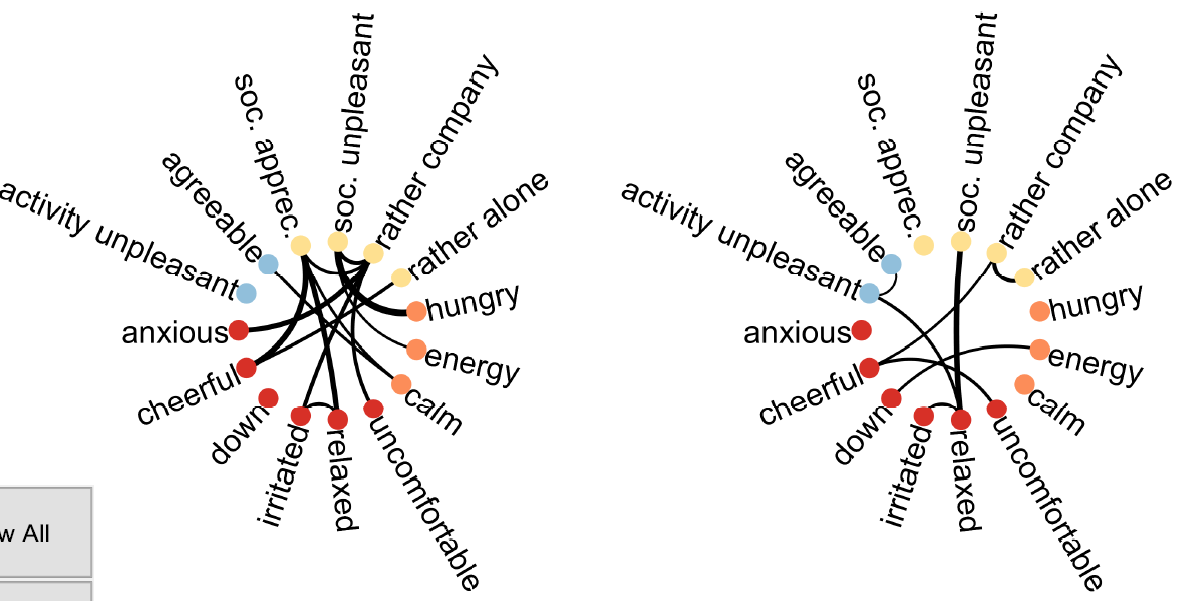 soc. unpleasant
rather company
soc. apprec.
agreeable
rather alone
activity unpleasant
hungry
anxious
energy
cheerful
calm
down
irritated
relaxed
uncomfortable
soc. unpleasant
rather company
soc. apprec.
agreeable
rather alone
activity unpleasant
hungry
anxious
energy
cheerful
calm
down
irritated
relaxed
uncomfortable
w All